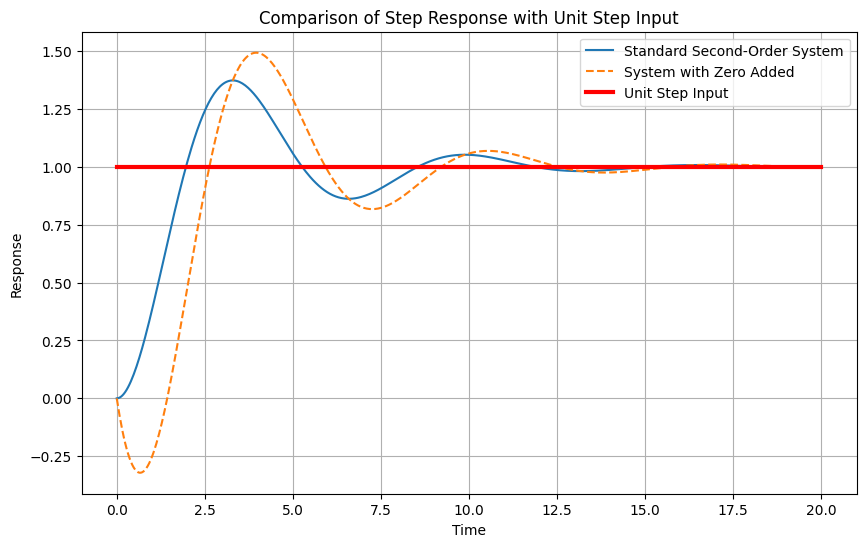 Comparison of Step Response with Unit Step Input
Standard Second-Order System
System with Zero Added
Unit Step Input
1.50
1.25
1.00
0.75
0.50
0.25
0.00
−0.25
Response
0.0 2.5 5.0 7.5 10.0 12.5 15.0 17.5 20.0
Time